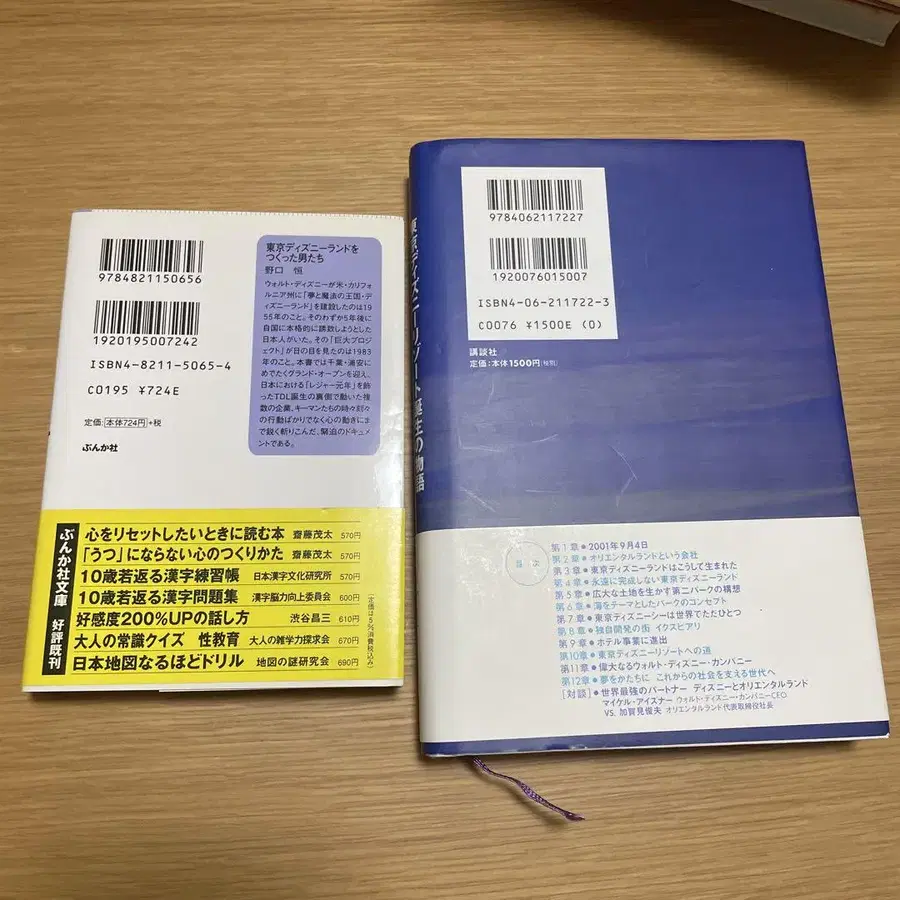 9784821150656
1920195007242
ISBN4-8211-5065-4
C0195 ¥724E
定価:本体724円+税
ぶんか社
東京ディズニーランドを
つくった男たち
野口 恒
ウォルト・ディズニーが米・カリフォ
ルニア州に「夢と魔法の王国・デ
ィズニーランド」を建設したのは1
955年のこと。そのわずか5年後に
自国に本格的に誘致しようとした
日本人がいた。その「巨大プロジ
ェクト」が日の目を見たのは1983
年のこと。本書では千葉・浦安に
めでたくグランド・オープンを迎え、
日本における「レジャー元年」を飾
ったTDL誕生の裏側で動いた複
数の企業、キーマンたちの時々刻々
の行動ばかりでなく心の動きにま
で鋭く斬りこんだ、緊迫のドキュメ
ントである。
ぶんか社文庫 好評既刊
心をリセットしたいときに読む本 齋藤茂太 570円
「うつ」にならない心のつくりかた 齋藤茂太 570円
10歳若返る漢字練習帳 日本漢字文化研究所 570円
10歳若返る漢字問題集 漢字脳力向上委員会 600円
好感度200%UPの話し方 渋谷昌三 610円
大人の常識クイズ 性教育 大人の雑学力探求会 670円
日本地図なるほどドリル 地図の謎研究会 690円
(定価は5%消費税込み)
東京ディズニーリゾート誕生の物語
9784062117227
1920076015007
ISBN4-06-211722-3
C0076 ¥1500E (0)
講談社
定価:本体1500円(税別)
目次
第1章●2001年9月4日
第2章●オリエンタルランドという会社
第3章●東京ディズニーランドはこうして生まれた
第4章●永遠に完成しない東京ディズニーランド
第5章●広大な土地を生かす第二パークの構想
第6章●海をテーマとしたパークのコンセプト
第7章●東京ディズニーシーは世界でただひとつ
第8章●独自開発の街 イクスピアリ
第9章●ホテル事業に進出
第10章●東京ディズニーリゾートへの道
第11章●偉大なるウォルト・ディズニー・カンパニー
第12章●夢をかたちに これからの社会を支える世代へ
[対談]●世界最強のパートナー ディズニーとオリエンタルランド
マイケル・アイズナー ウォルト・ディズニー・カンパニーCEO
VS. 加賀見俊夫 オリエンタルランド代表取締役社長